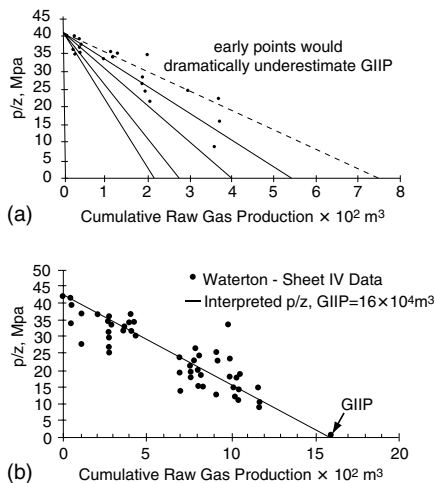 early points would
dramatically underestimate GIIP
p/z, Mpa
45
40
35
30
25
20
15
10
5
0
0 1 2 3 4 5 6 7 8
(a)
Cumulative Raw Gas Production × 10² m³
Waterton - Sheet IV Data
Interpreted p/z, GIIP=16×10⁴m³
p/z, Mpa
50
45
40
35
30
25
20
15
10
5
0
GIIP
0 5 10 15 20
(b)
Cumulative Raw Gas Production × 10² m³